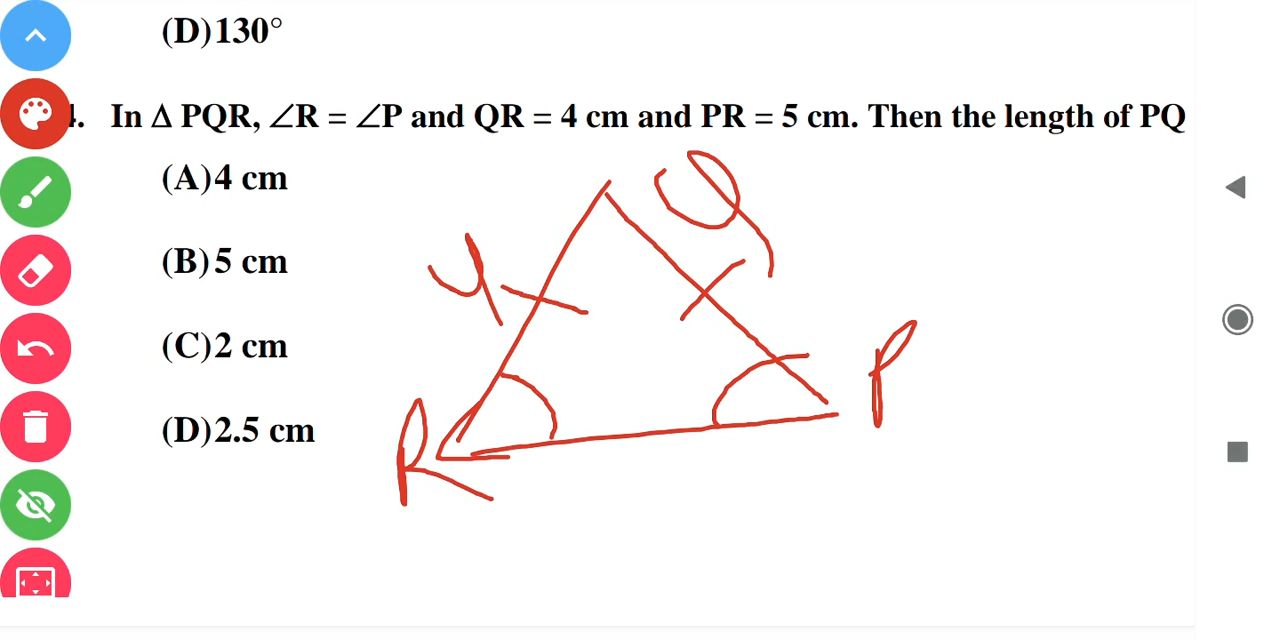 (D)130°
4. In Δ PQR, ∠R = ∠P and QR = 4 cm and PR = 5 cm. Then the length of PQ
(A)4 cm
(B)5 cm
(C)2 cm
(D)2.5 cm
Q
4
P
R